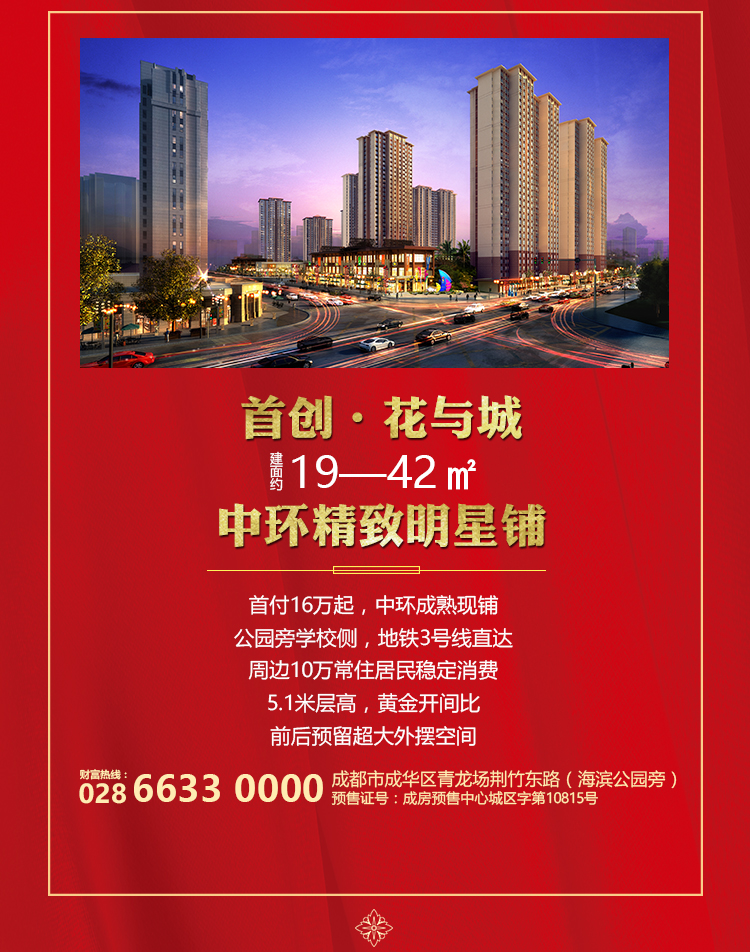 首创·花与城
建面约 19—42㎡
中环精致明星铺
首付16万起，中环成熟现铺
公园旁学校侧，地铁3号线直达
周边10万常住居民稳定消费
5.1米层高，黄金开间比
前后预留超大外摆空间
财富热线：
028 6633 0000
成都市成华区青龙场荆竹东路（海滨公园旁）
预售证号：成房预售中心城区字第10815号